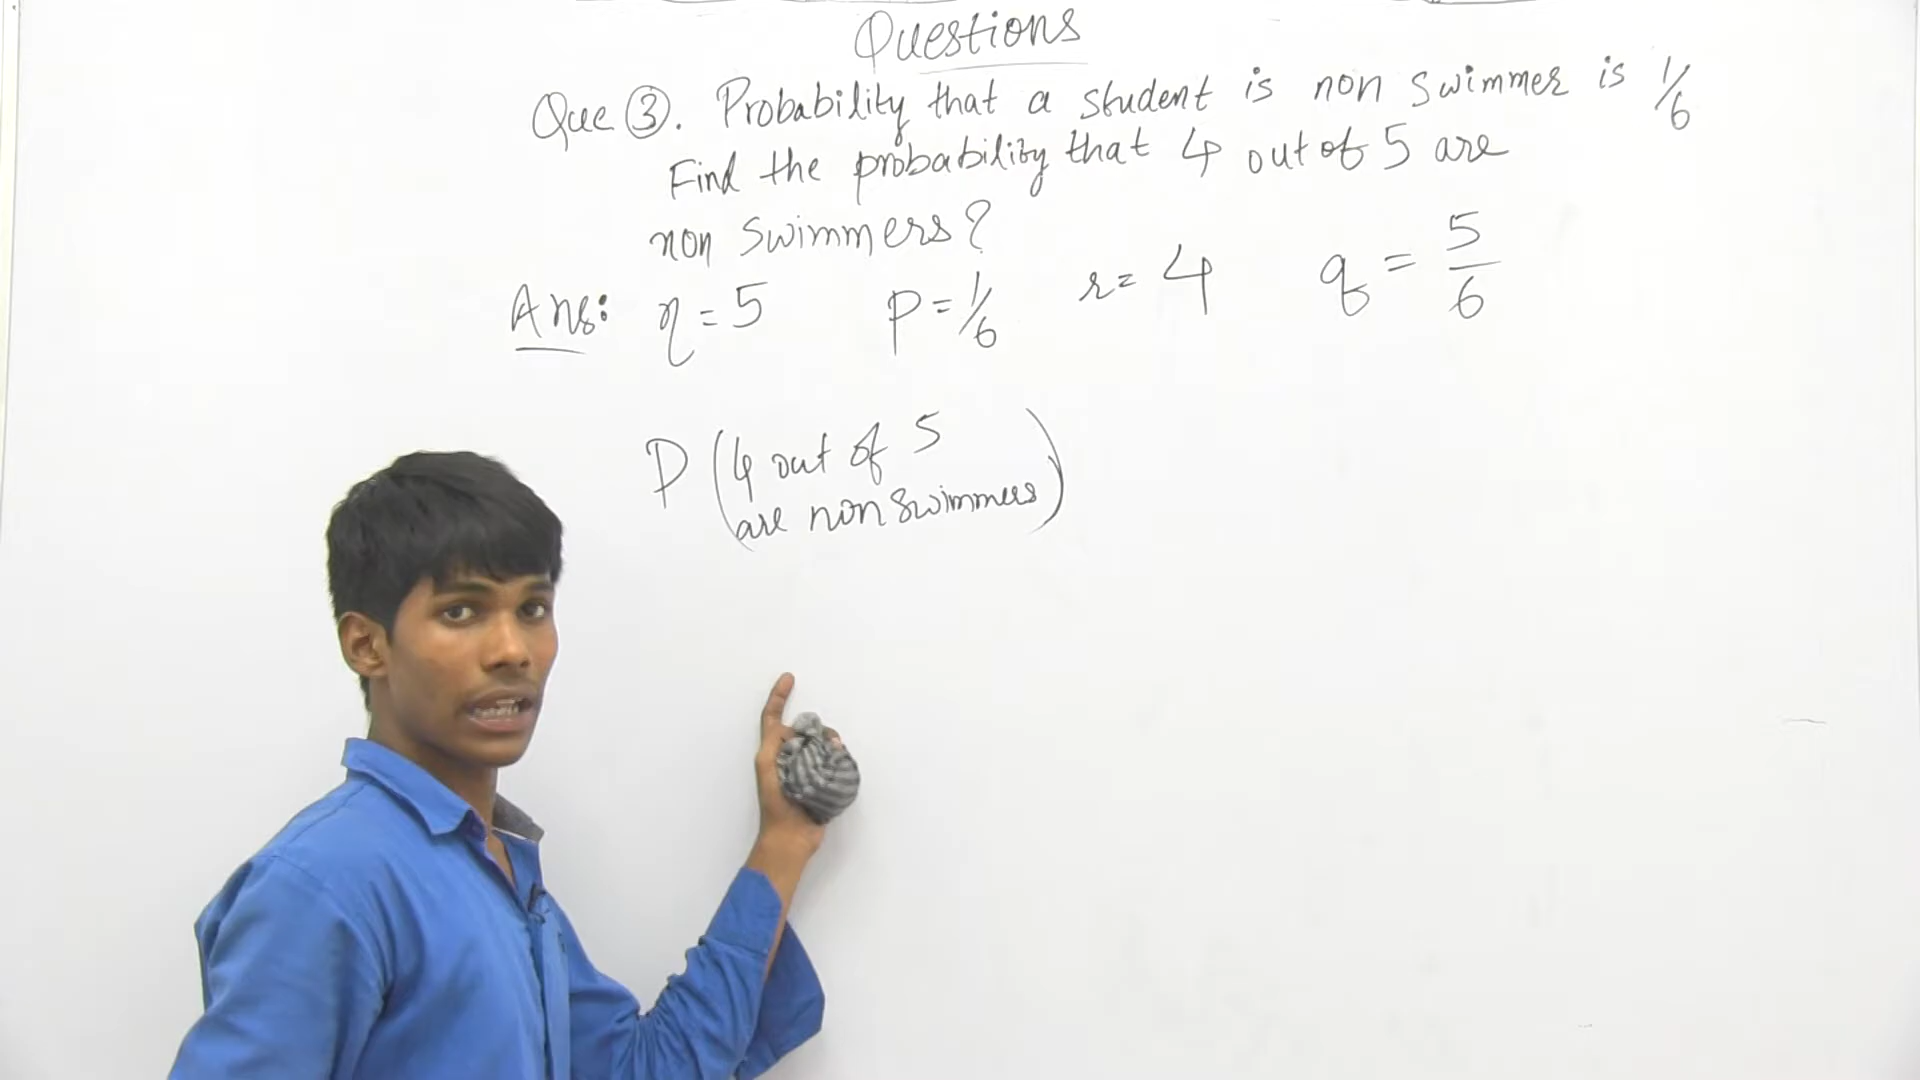 Questions
Que ③. Probability that a student is non swimmer is 1/6
Find the probability that 4 out of 5 are
non swimmers?
Ans: n = 5 p = 1/6 r = 4 q = 5/6
P (4 out of 5
are non swimmers)